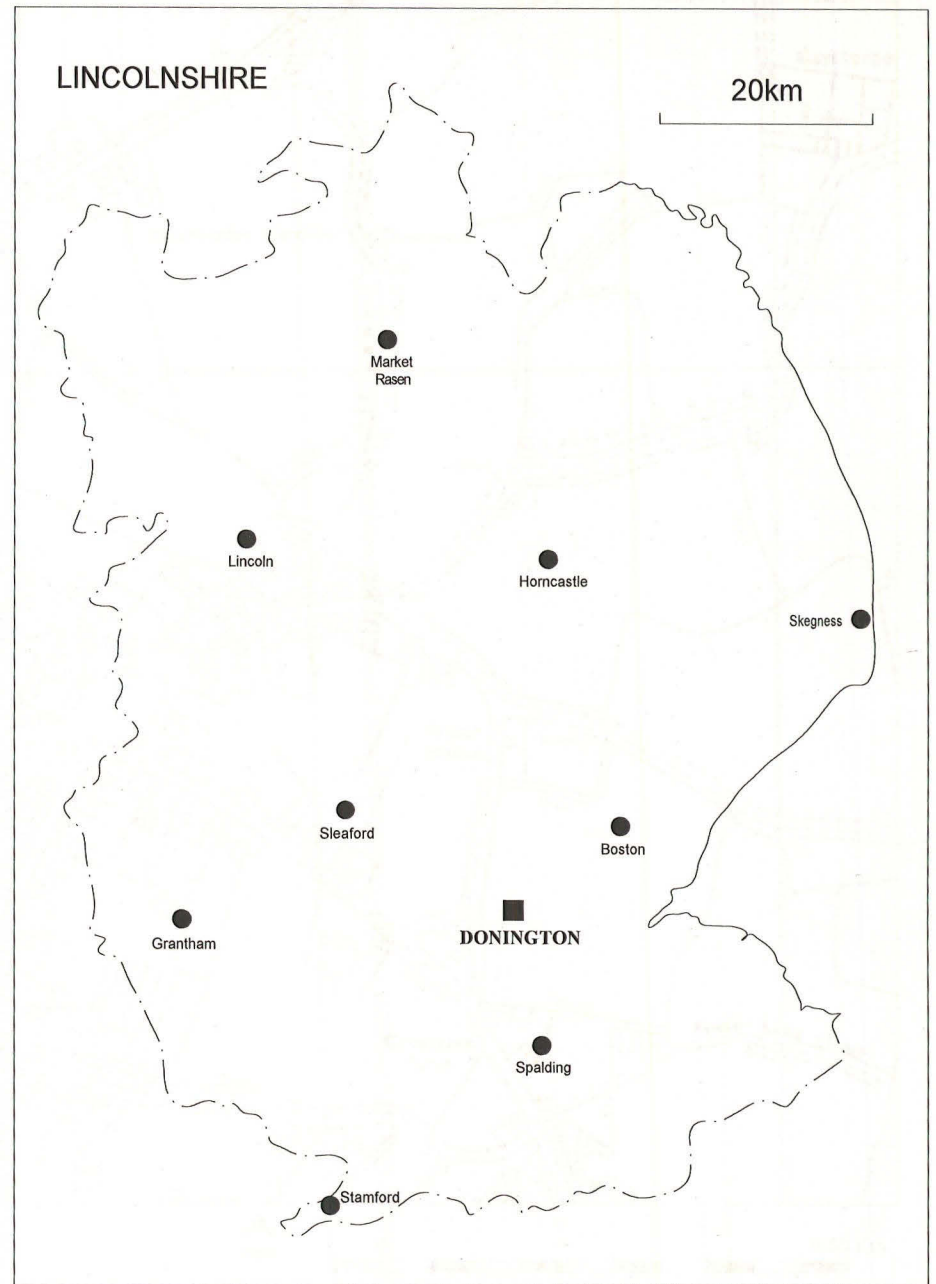 LINCOLNSHIRE
20km
Market
Rasen
Lincoln
Horncastle
Skegness
Sleaford
Boston
Grantham
DONINGTON
Spalding
Stamford